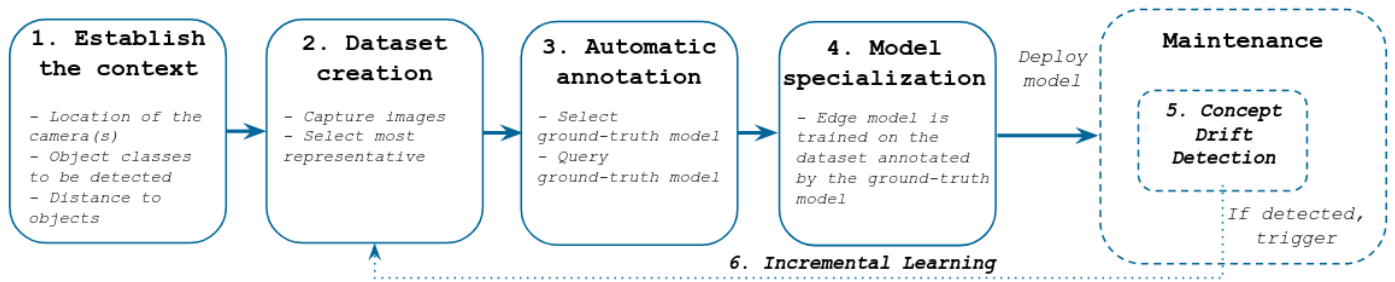 1. Establish
the context
- Location of the
camera(s)
- Object classes
to be detected
- Distance to
objects
2. Dataset
creation
- Capture images
- Select most
representative
3. Automatic
annotation
- Select
ground-truth model
- Query
ground-truth model
4. Model
specialization
- Edge model is
trained on the
dataset annotated
by the ground-truth
model
Deploy
model
Maintenance
5. Concept
Drift
Detection
If detected,
trigger
6. Incremental Learning